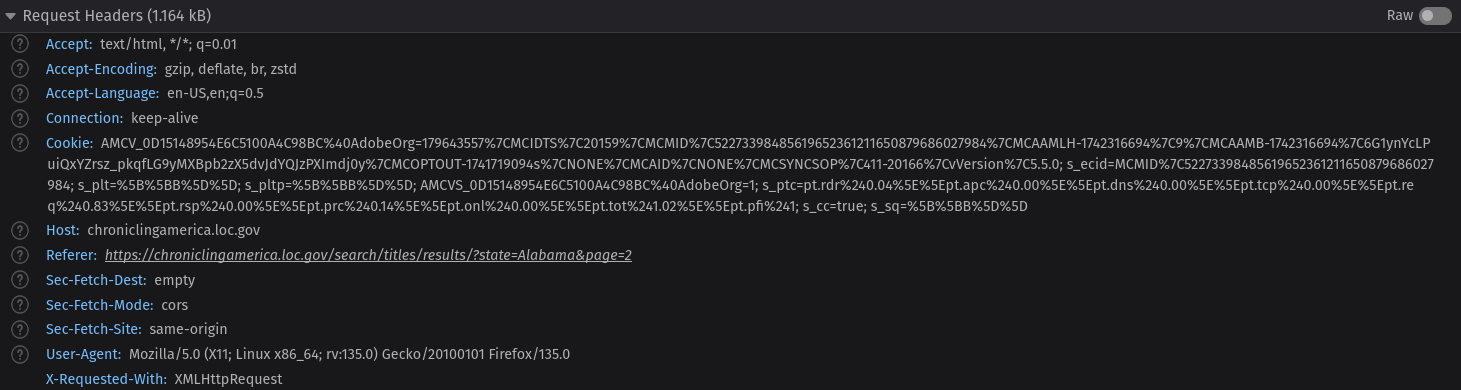 Request Headers (1.164 kB)
Raw
Accept: text/html, */*; q=0.01
Accept-Encoding: gzip, deflate, br, zstd
Accept-Language: en-US,en;q=0.5
Connection: keep-alive
Cookie: AMCV_0D15148954E6C5100A4C98BC%40AdobeOrg=179643557%7CMCIDTS%7C20159%7CMCMID%7C52273398485619652361211650879686027984%7CMCAAMLH-1742316694%7C9%7CMCAAMB-1742316694%7C6G1ynYcLP
uiQxYZrsz_pkqfLG9yMXBpb2zX5dvJdYQJzPXImdj0y%7CMCOPTOUT-1741719094s%7CNONE%7CMCAID%7CNONE%7CMCSYNCSOP%7C411-20166%7CvVersion%7C5.5.0; s_ecid=MCMID%7C52273398485619652361211650879686027
984; s_plt=%5B%5BB%5D%5D; s_pltp=%5B%5BB%5D%5D; AMCVS_0D15148954E6C5100A4C98BC%40AdobeOrg=1; s_ptc=pt.rdr%240.04%5E%5Ept.apc%240.00%5E%5Ept.dns%240.00%5E%5Ept.tcp%240.00%5E%5Ept.re
q%240.83%5E%5Ept.rsp%240.00%5E%5Ept.prc%240.14%5E%5Ept.onl%240.00%5E%5Ept.tot%241.02%5E%5Ept.pfi%241; s_cc=true; s_sq=%5B%5BB%5D%5D
Host: chroniclingamerica.loc.gov
Referer: https://chroniclingamerica.loc.gov/search/titles/results/?state=Alabama&page=2
Sec-Fetch-Dest: empty
Sec-Fetch-Mode: cors
Sec-Fetch-Site: same-origin
User-Agent: Mozilla/5.0 (X11; Linux x86_64; rv:135.0) Gecko/20100101 Firefox/135.0
X-Requested-With: XMLHttpRequest